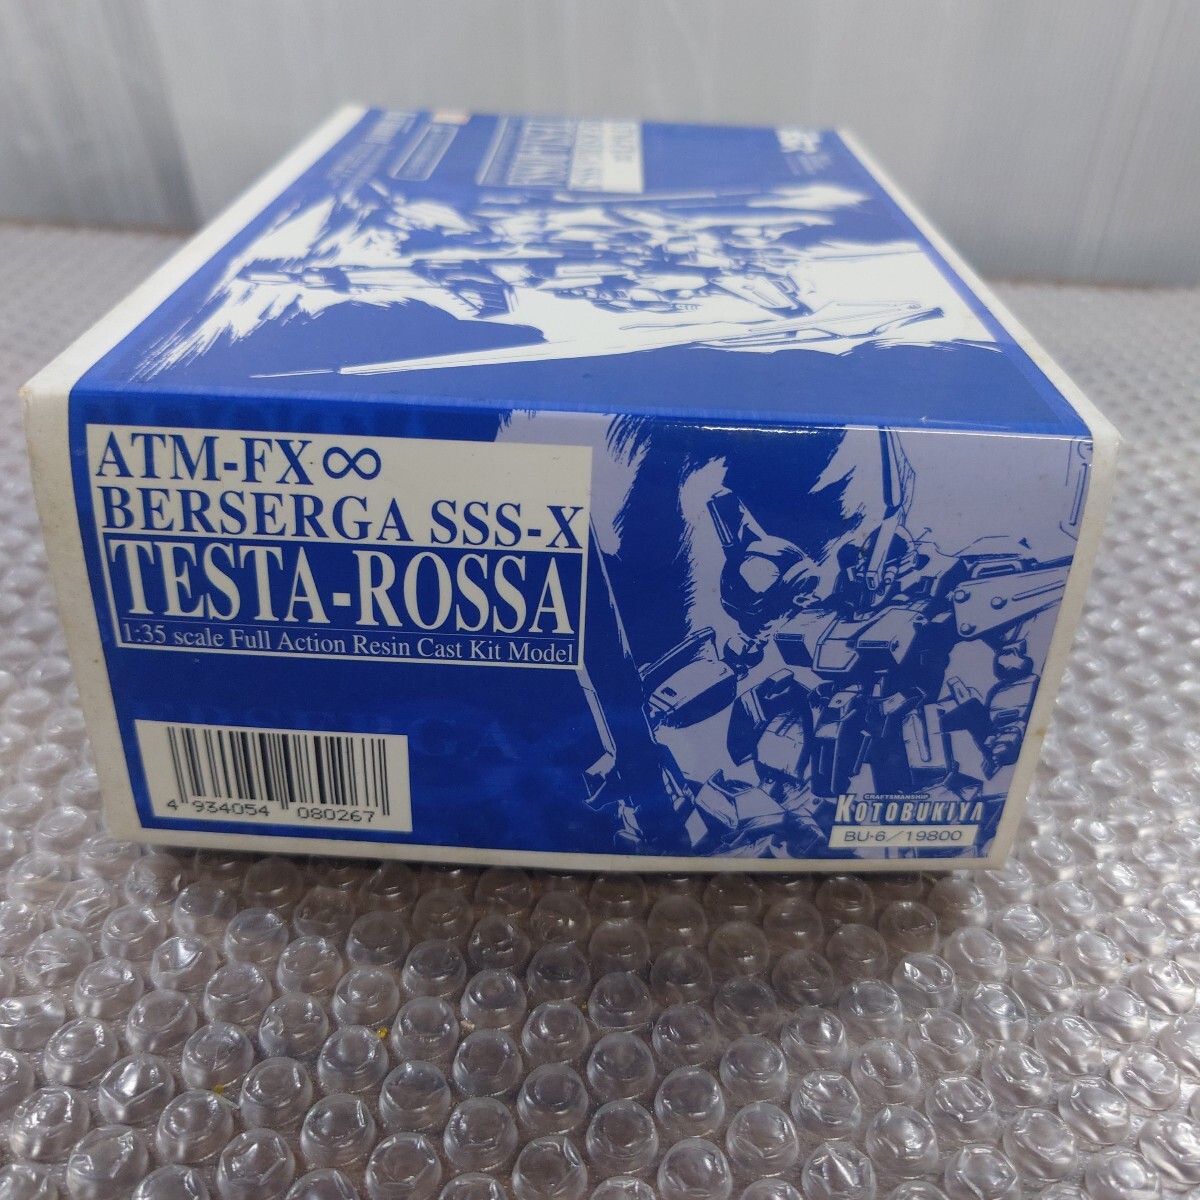 ATM-FX∞
BERSERGA SSS-X
TESTA-ROSSA
1:35 scale Full Action Resin Cast Kit Model
4 934054 080267
CRAFTSMANSHIP
KOTOBUKIYA
BU-6/19800